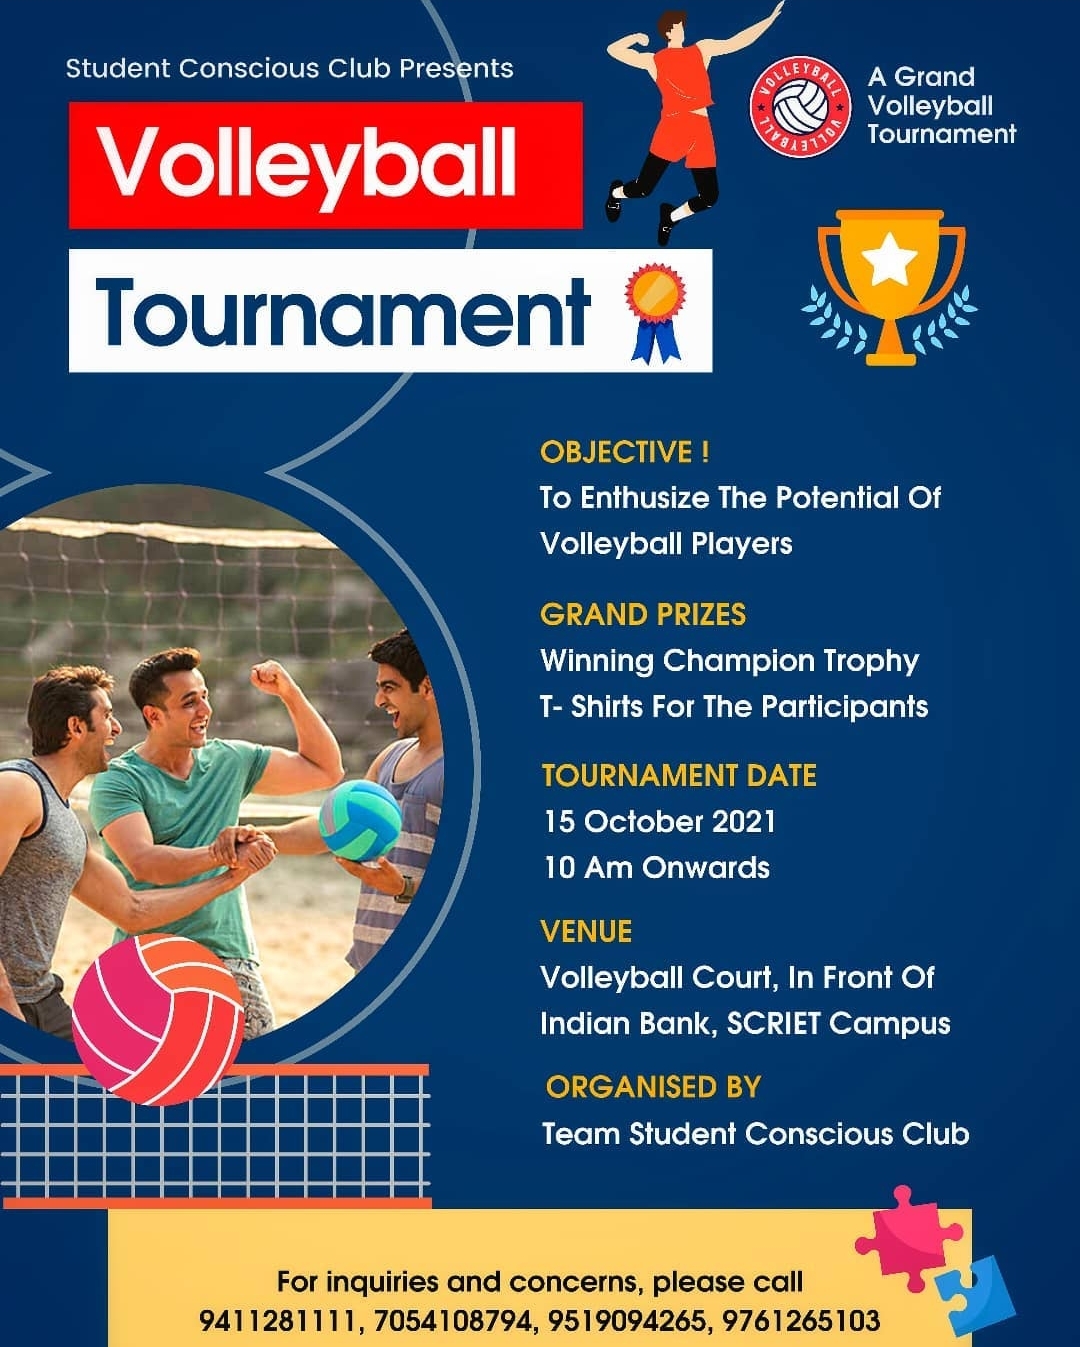 Student Conscious Club Presents
Volleyball
Tournament
VOLLEYBALL
VOLLEYBALL
A Grand
Volleyball
Tournament
OBJECTIVE !
To Enthusize The Potential Of
Volleyball Players
GRAND PRIZES
Winning Champion Trophy
T- Shirts For The Participants
TOURNAMENT DATE
15 October 2021
10 Am Onwards
VENUE
Volleyball Court, In Front Of
Indian Bank, SCRIET Campus
ORGANISED BY
Team Student Conscious Club
For inquiries and concerns, please call
9411281111, 7054108794, 9519094265, 9761265103